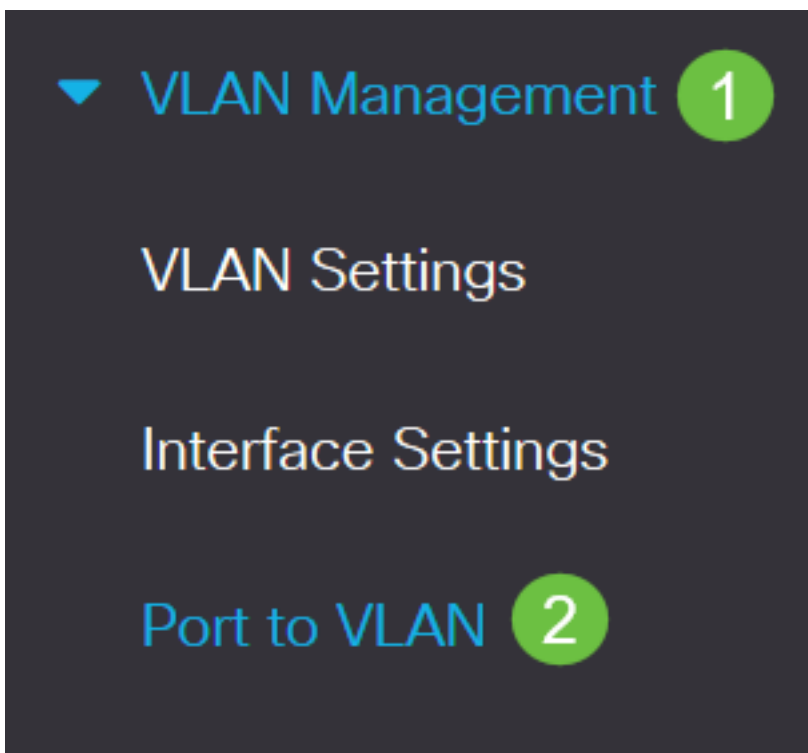 VLAN Management 1
VLAN Settings
Interface Settings
Port to VLAN 2